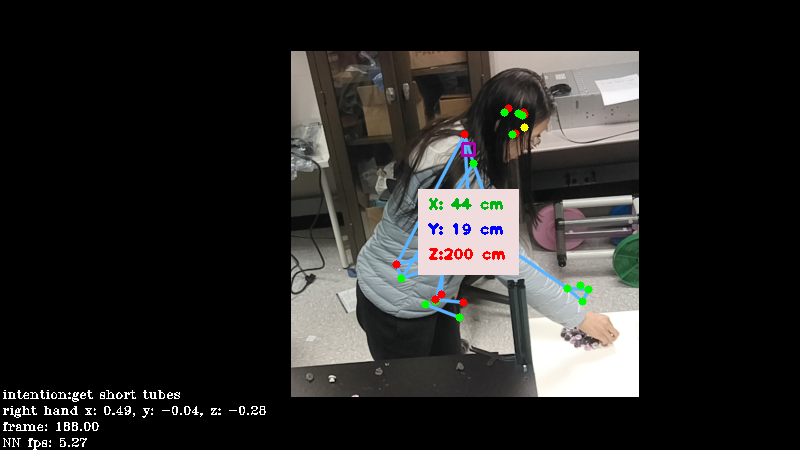 X: 44 cm
Y: 19 cm
Z:200 cm
intention:get short tubes
right hand x: 0.49, y: -0.04, z: -0.28
frame: 188.00
NN fps: 5.27